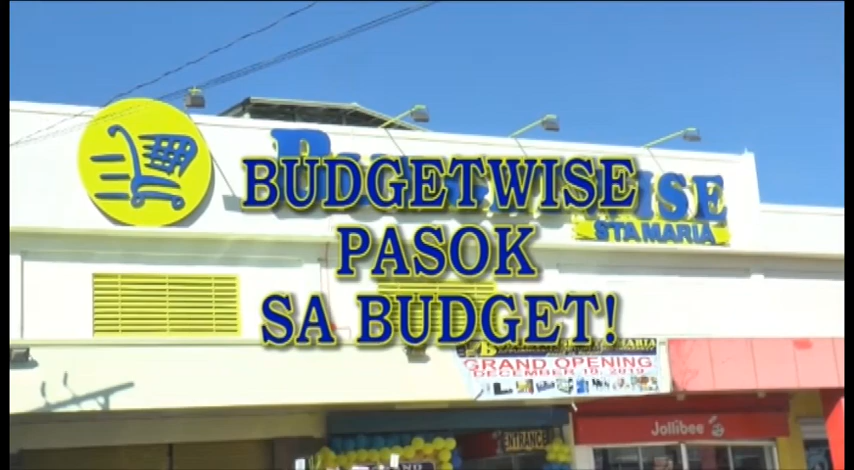 BUDGETWISE
PASOK
SA BUDGET!
STA MARIA
GRAND OPENING
DECEMBER 10, 2019
ENTRANCE
Jollibee